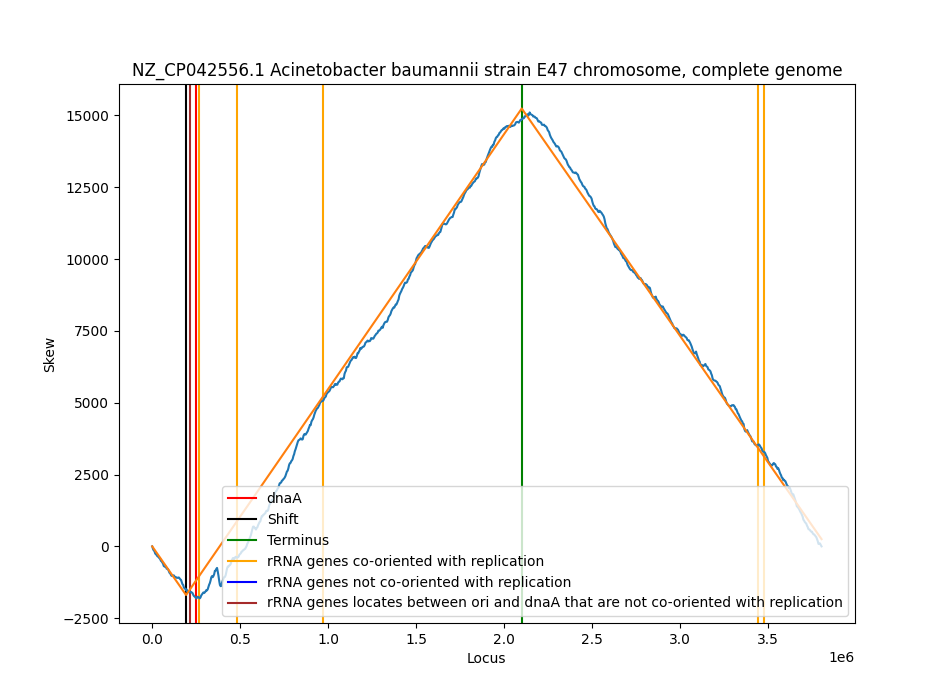 NZ_CP042556.1 Acinetobacter baumannii strain E47 chromosome, complete genome
15000
12500
10000
7500
5000
2500
0
−2500
Skew
dnaA
Shift
Terminus
rRNA genes co-oriented with replication
rRNA genes not co-oriented with replication
rRNA genes locates between ori and dnaA that are not co-oriented with replication
0.0 0.5 1.0 1.5 2.0 2.5 3.0 3.5
Locus
1e6